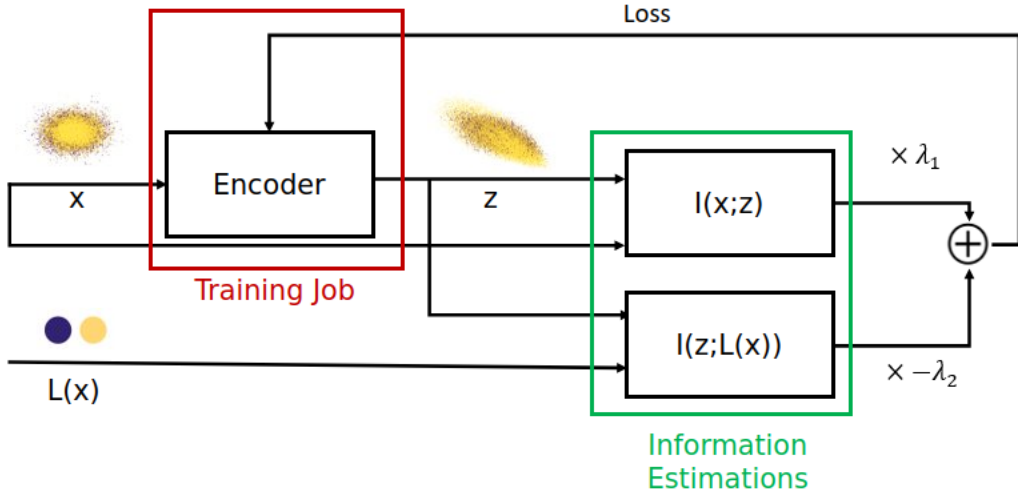 Loss
× λ₁
Encoder
x
z
I(x;z)
Training Job
I(z;L(x))
× −λ₂
L(x)
Information
Estimations